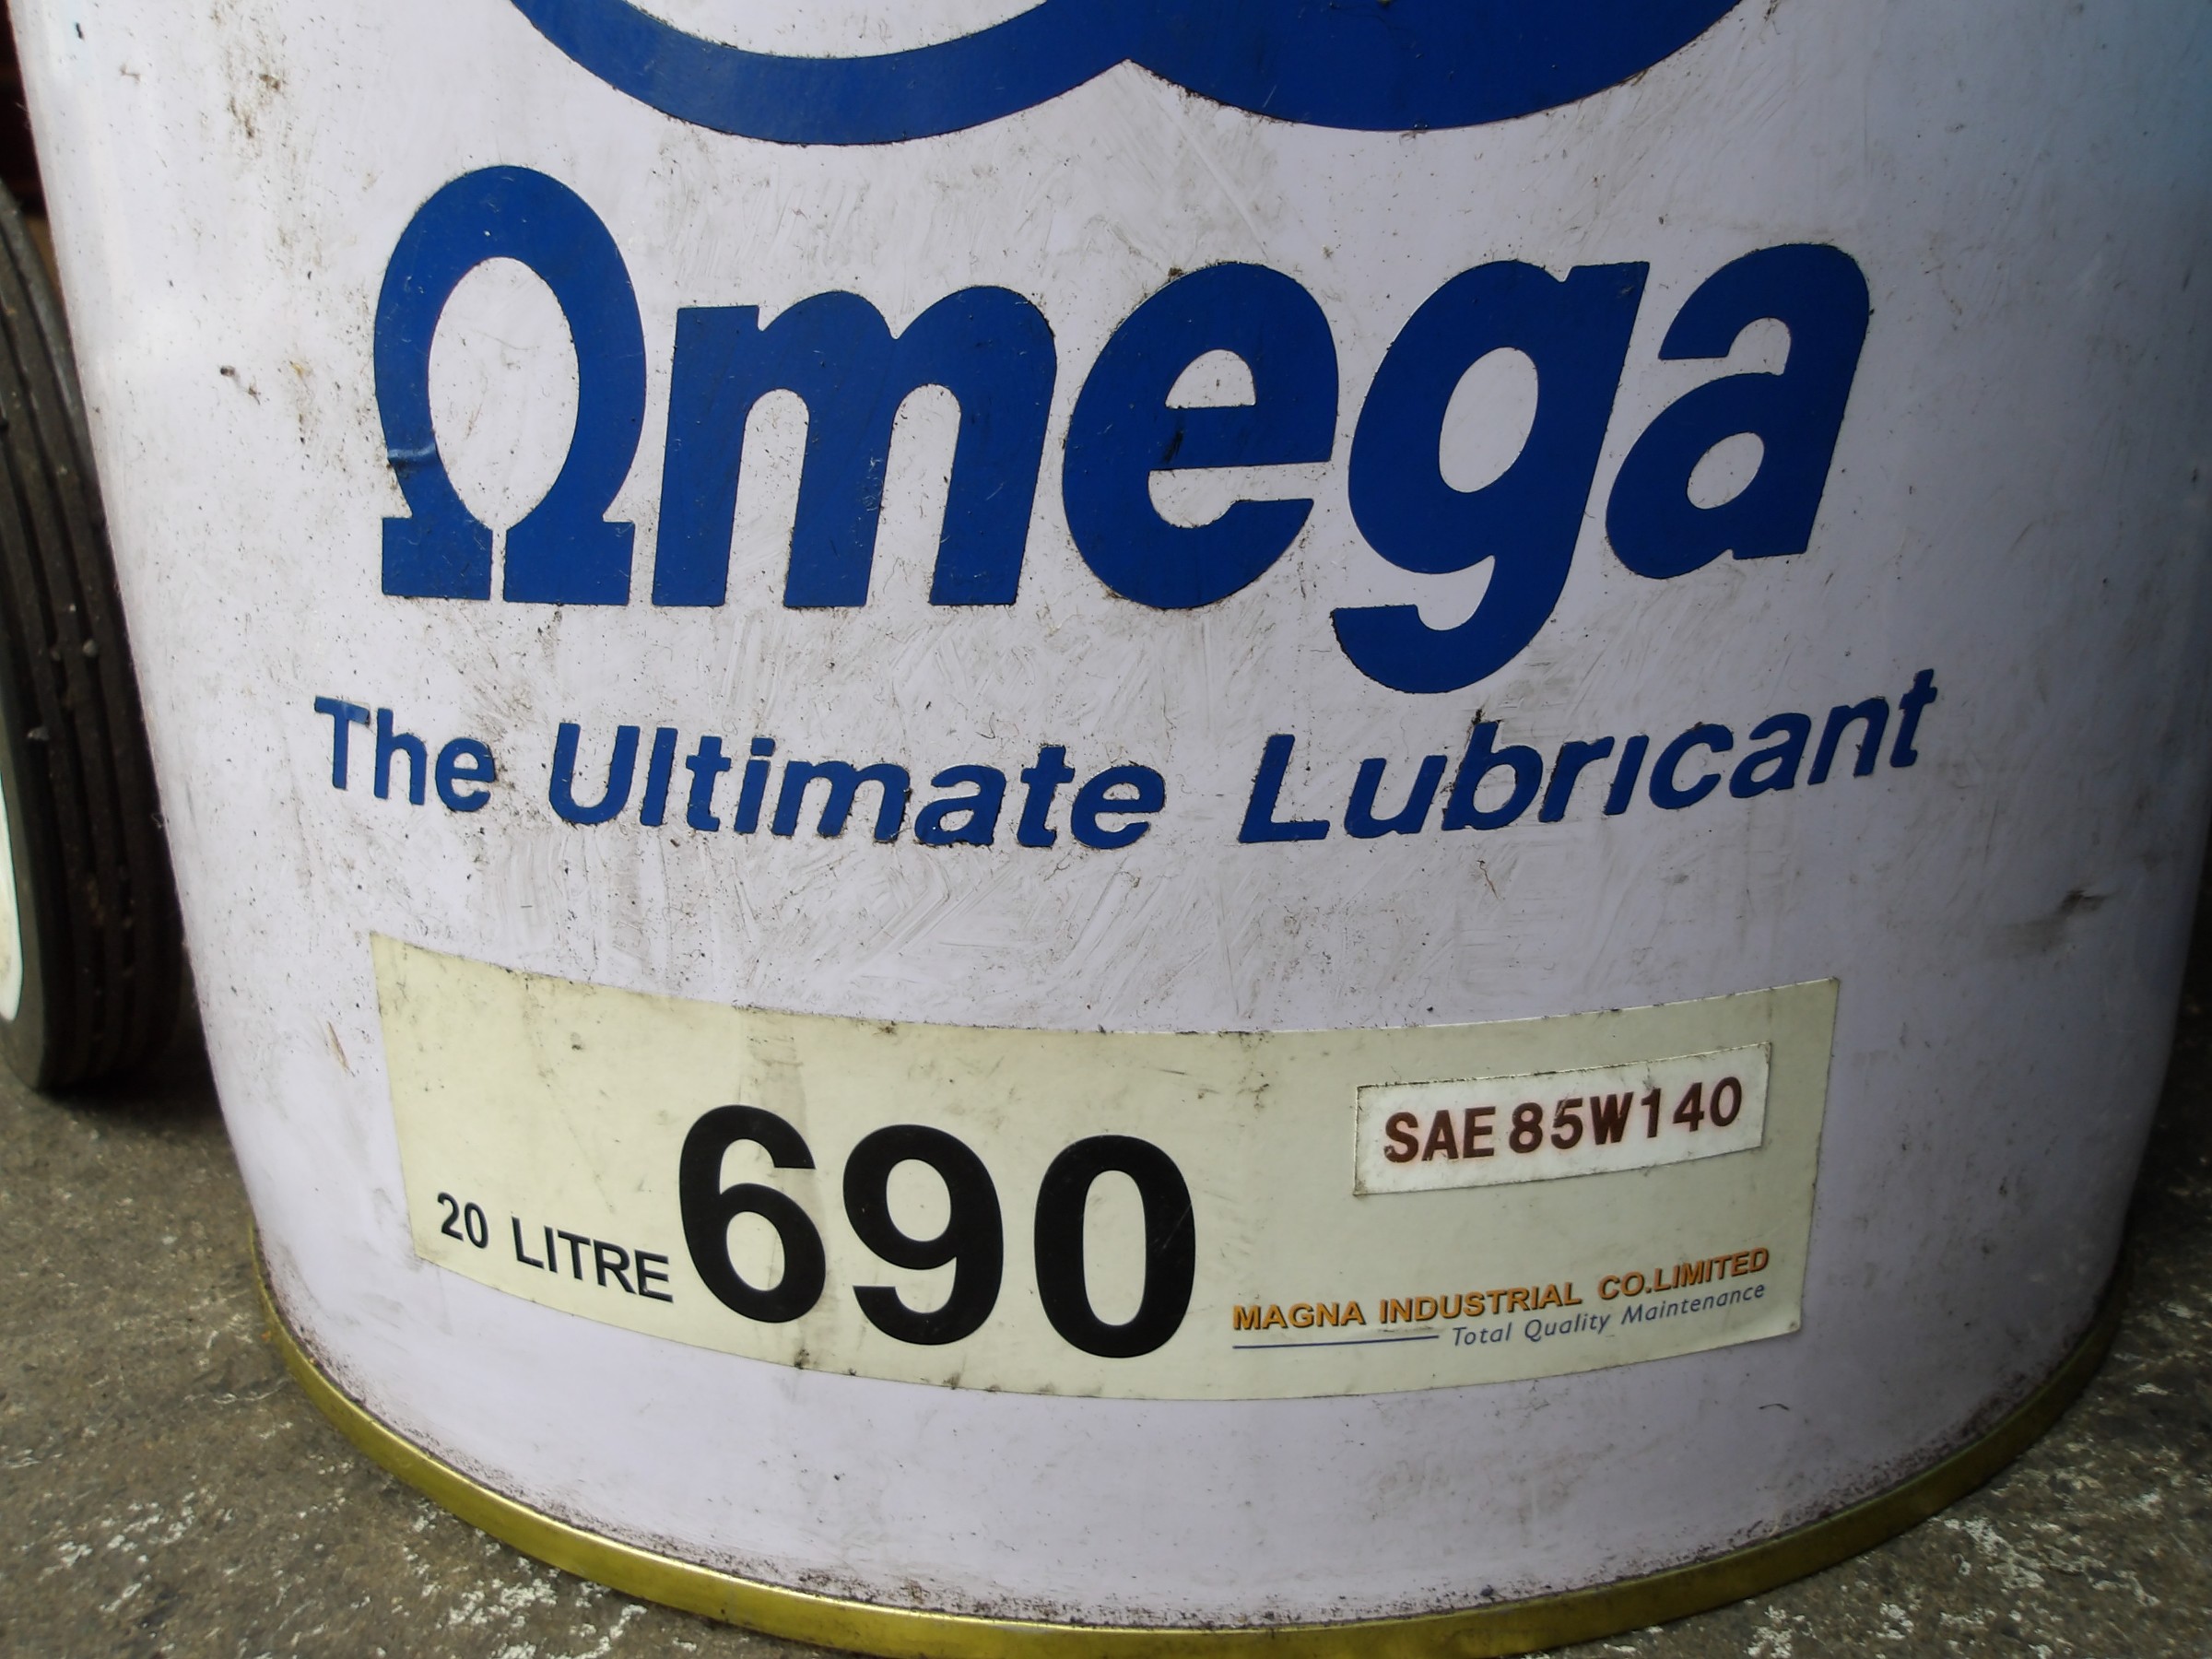 Ωmega
The Ultimate Lubricant
SAE 85W140
20 LITRE 690
MAGNA INDUSTRIAL CO.LIMITED
Total Quality Maintenance